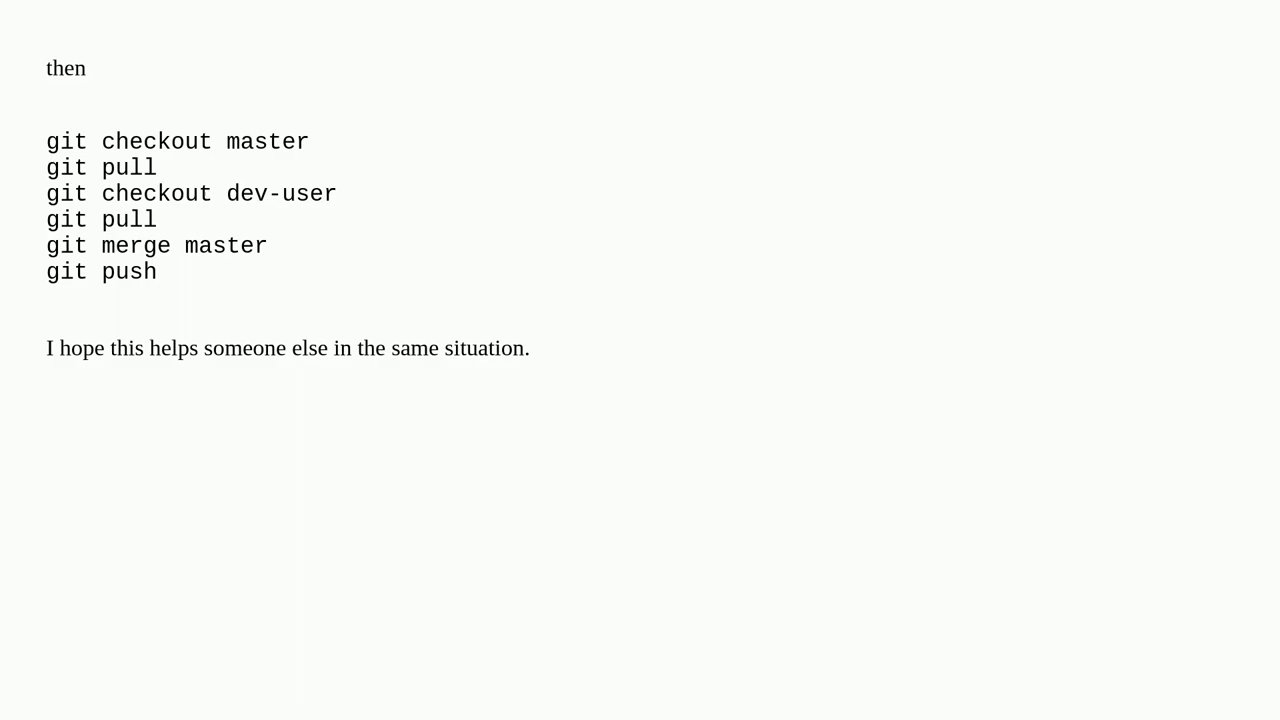 then
git checkout master
git pull
git checkout dev-user
git pull
git merge master
git push
I hope this helps someone else in the same situation.